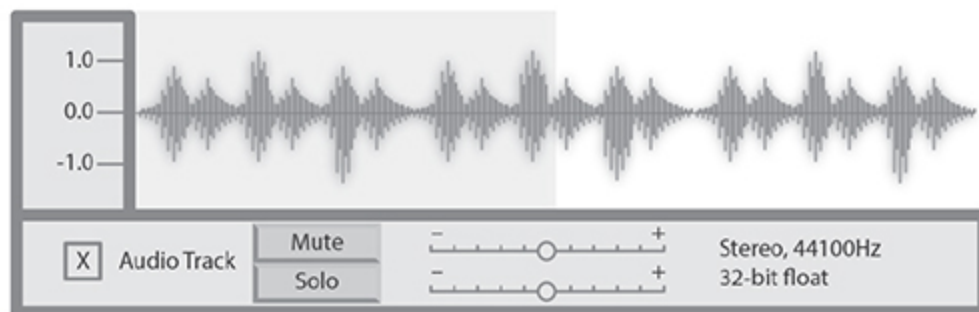 1.0
0.0
-1.0
X Audio Track
Mute
Solo
- +
- +
Stereo, 44100Hz
32-bit float